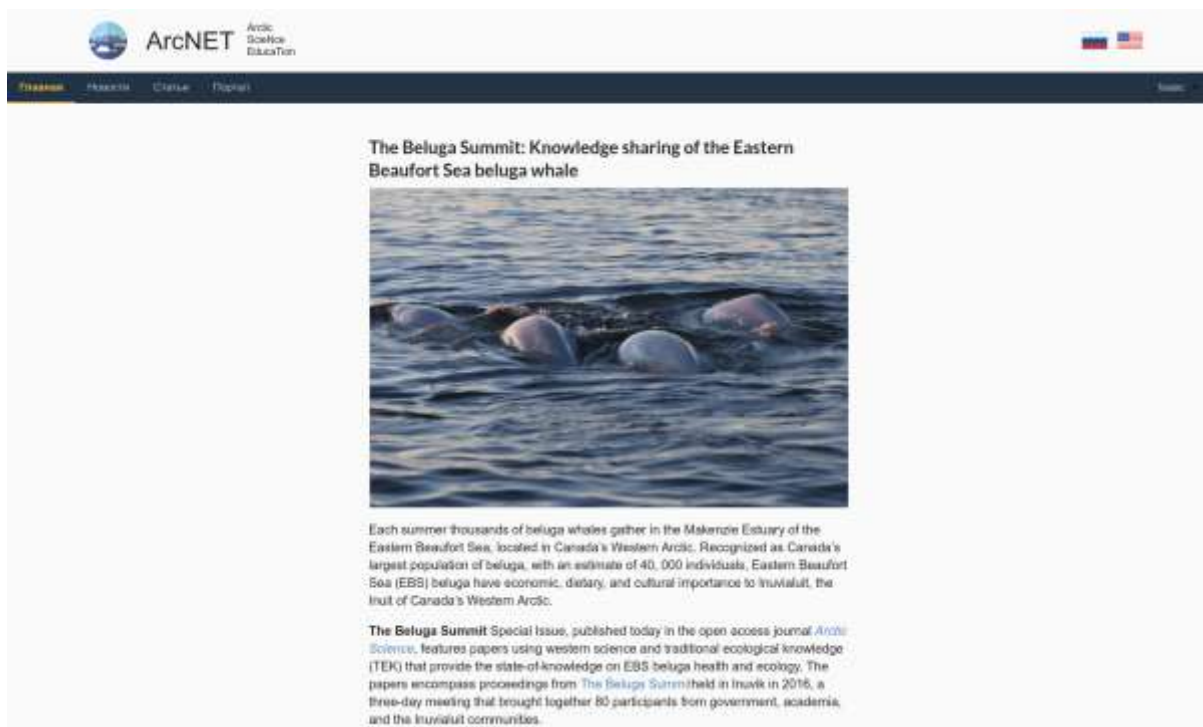 ArcNET
Arctic
ScieNce
EducaTion
Главная Новости Статьи Портал
The Beluga Summit: Knowledge sharing of the Eastern
Beaufort Sea beluga whale
Each summer thousands of beluga whales gather in the Makenzie Estuary of the
Eastern Beaufort Sea, located in Canada's Western Arctic. Recognized as Canada's
largest population of beluga, with an estimate of 40, 000 individuals, Eastern Beaufort
Sea (EBS) beluga have economic, dietary, and cultural importance to Inuvialuit, the
Inuit of Canada's Western Arctic.
The Beluga Summit Special Issue, published today in the open access journal Arctic
Science, features papers using western science and traditional ecological knowledge
(TEK) that provide the state-of-knowledge on EBS beluga health and ecology. The
papers encompass proceedings from The Beluga Summit held in Inuvik in 2016, a
three-day meeting that brought together 80 participants from government, academia,
and the Inuvialuit communities.